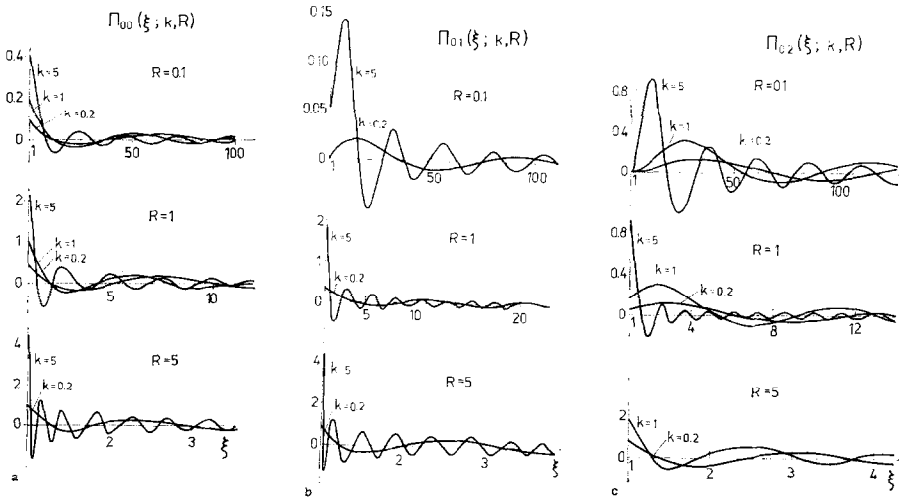 Π₀₀(ξ; k,R)
0.4
k=5
k=1
R=0.1
0.2
k=0.2
0
1
50
100
2
k=5
R=1
1
k=1
k=0.2
0
5
10
4
k=5
R=5
2
k=0.2
0
2
3
ξ
a
0.15
Π₀₁(ξ; k,R)
0.10
k=5
R=0.1
0.05
k=0.2
0
1
50
100
2
k=5
R=1
1
k=0.2
0
5
10
20
4
k=5
R=5
2
k=0.2
0
2
3
ξ
b
Π₀₂(ξ; k,R)
0.8
k=5
R=01
k=1
0.4
k=0.2
0
1
50
100
0.8
k=5
R=1
0.4
k=1
k=0.2
0
1
4
8
12
R=5
2
k=1
k=0.2
0
1
2
3
4
ξ
c